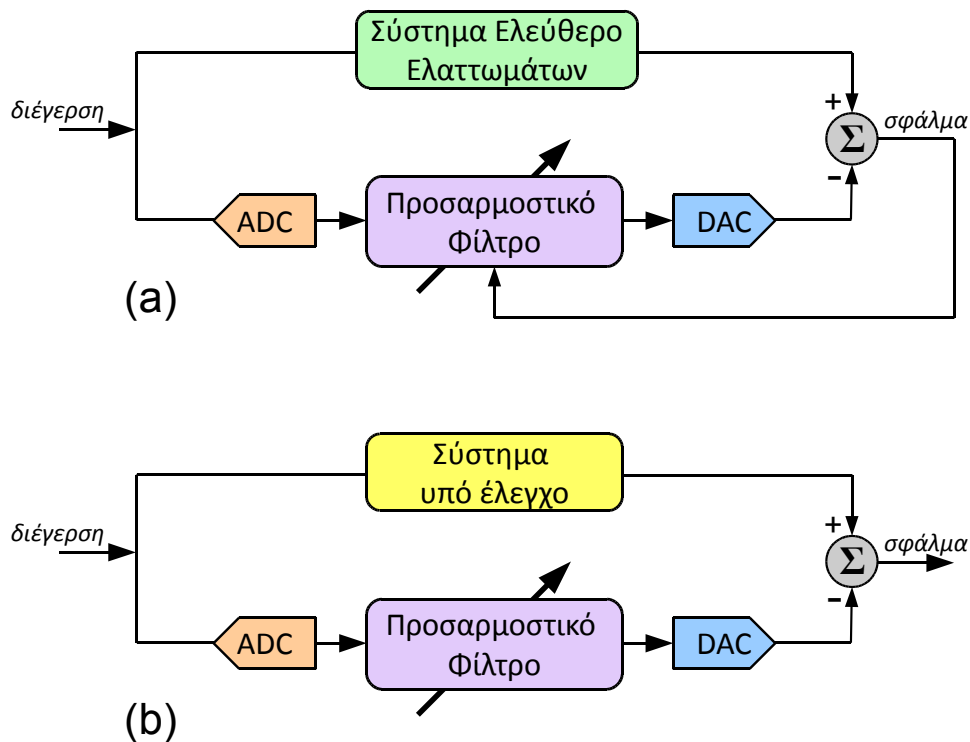 Σύστημα Ελεύθερο
Ελαττωμάτων
διέγερση
+
Σ
σφάλμα
-
ADC
Προσαρμοστικό
Φίλτρο
DAC
(a)
Σύστημα
υπό έλεγχο
διέγερση
+
Σ
σφάλμα
-
ADC
Προσαρμοστικό
Φίλτρο
DAC
(b)